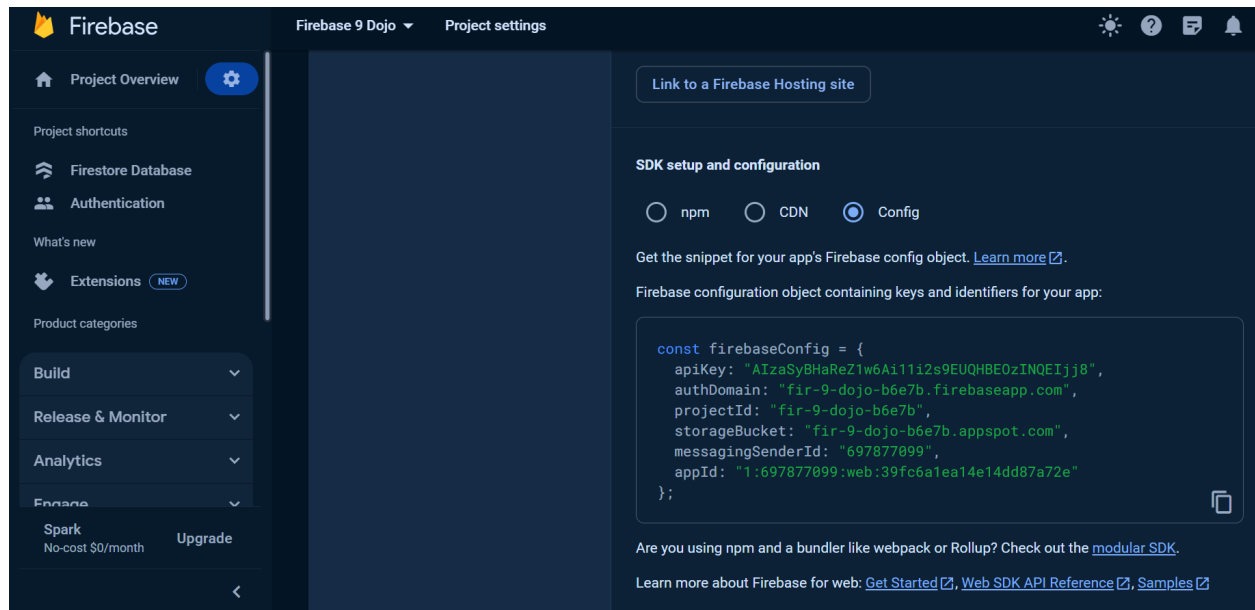 Firebase
Firebase 9 Dojo
Project settings
Project Overview
Project shortcuts
Firestore Database
Authentication
What's new
Extensions NEW
Product categories
Build
Release & Monitor
Analytics
Engage
Spark
No-cost $0/month
Upgrade
Link to a Firebase Hosting site
SDK setup and configuration
npm CDN Config
Get the snippet for your app's Firebase config object. Learn more.
Firebase configuration object containing keys and identifiers for your app:
const firebaseConfig = {
apiKey: "AIzaSyBHaReZ1w6Ai11i2s9EUQHBEOzINQEIjj8",
authDomain: "fir-9-dojo-b6e7b.firebaseapp.com",
projectId: "fir-9-dojo-b6e7b",
storageBucket: "fir-9-dojo-b6e7b.appspot.com",
messagingSenderId: "697877099",
appId: "1:697877099:web:39fc6a1ea14e14dd87a72e"
};
Are you using npm and a bundler like webpack or Rollup? Check out the modular SDK.
Learn more about Firebase for web: Get Started, Web SDK API Reference, Samples